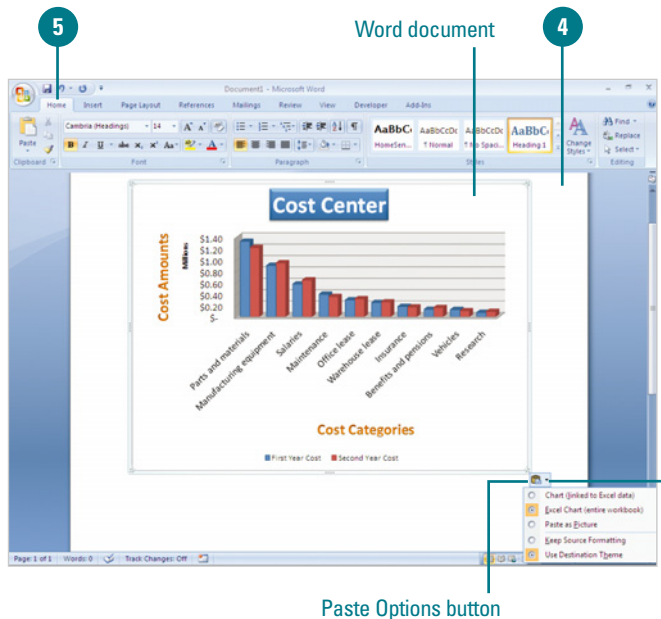 5
Word document
4
Document1 - Microsoft Word
Home Insert Page Layout References Mailings Review View Developer Add-Ins
Paste
Cambria (Headings) 14
B I U abc x₂ x² Aa A
AaBbC AaBbCcDc AaBbCcDc AaBbC
HomeSen... ¶ Normal ¶ No Spaci... Heading 1
Change
Styles
Find
Replace
Select
Clipboard Font Paragraph Styles Editing
Cost Center
Cost Amounts
Millions
$1.40
$1.20
$1.00
$0.80
$0.60
$0.40
$0.20
$-
Parts and materials
Manufacturing equipment
Salaries
Maintenance
Office lease
Warehouse lease
Insurance
Benefits and pensions
Vehicles
Research
Cost Categories
First Year Cost Second Year Cost
Chart (linked to Excel data)
Excel Chart (entire workbook)
Paste as Picture
Keep Source Formatting
Use Destination Theme
Page: 1 of 1 Words: 0 Track Changes: Off
Paste Options button